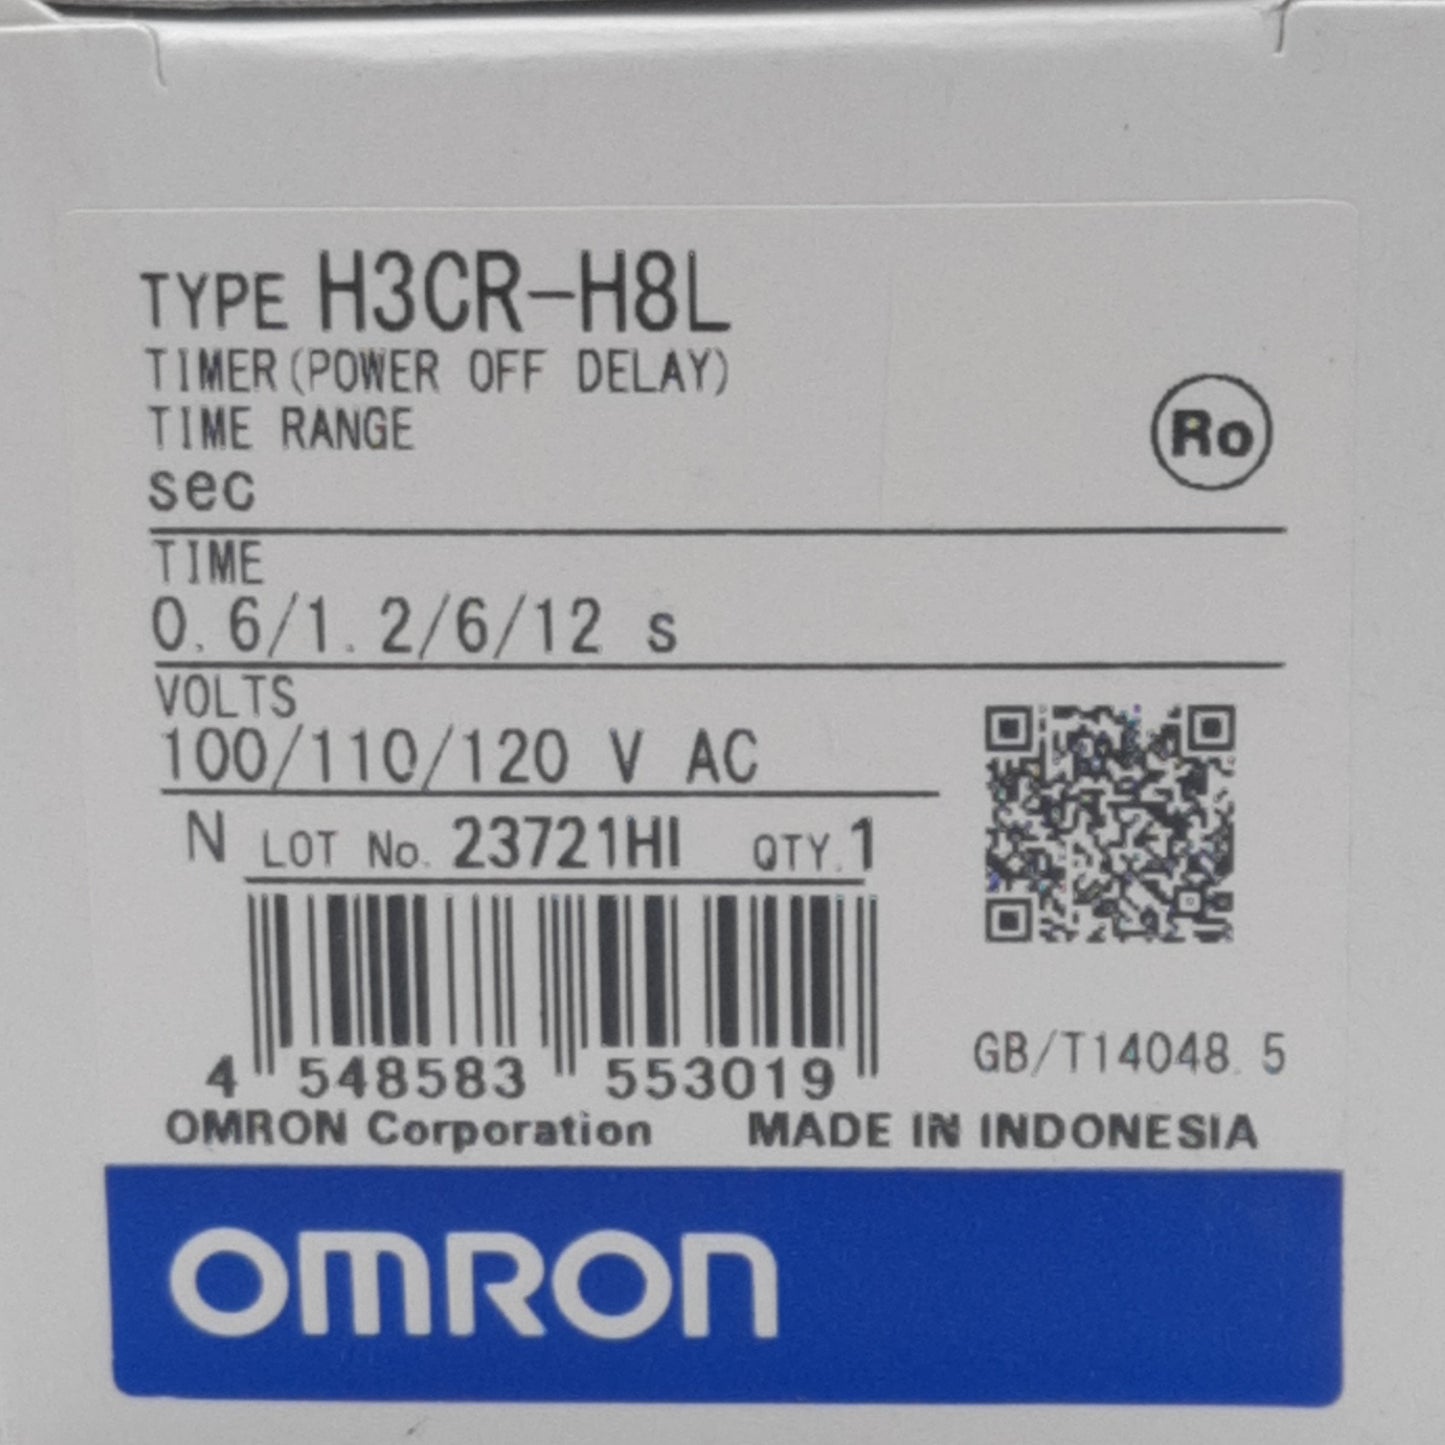 TYPE H3CR-H8L
TIMER(POWER OFF DELAY)
TIME RANGE
Ro
sec
TIME
0.6/1.2/6/12 s
VOLTS
100/110/120 V AC
N LOT No. 23721HI QTY.1
4 548583 553019
GB/T14048.5
OMRON Corporation MADE IN INDONESIA
OMRON